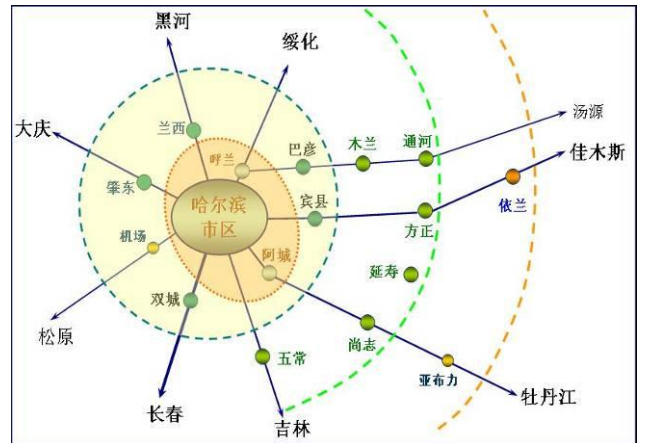 黑河
绥化
大庆
兰西
呼兰
巴彦
木兰
通河
汤源
佳木斯
肇东
哈尔滨
市区
宾县
依兰
方正
机场
阿城
延寿
双城
松原
尚志
五常
亚布力
长春
吉林
牡丹江